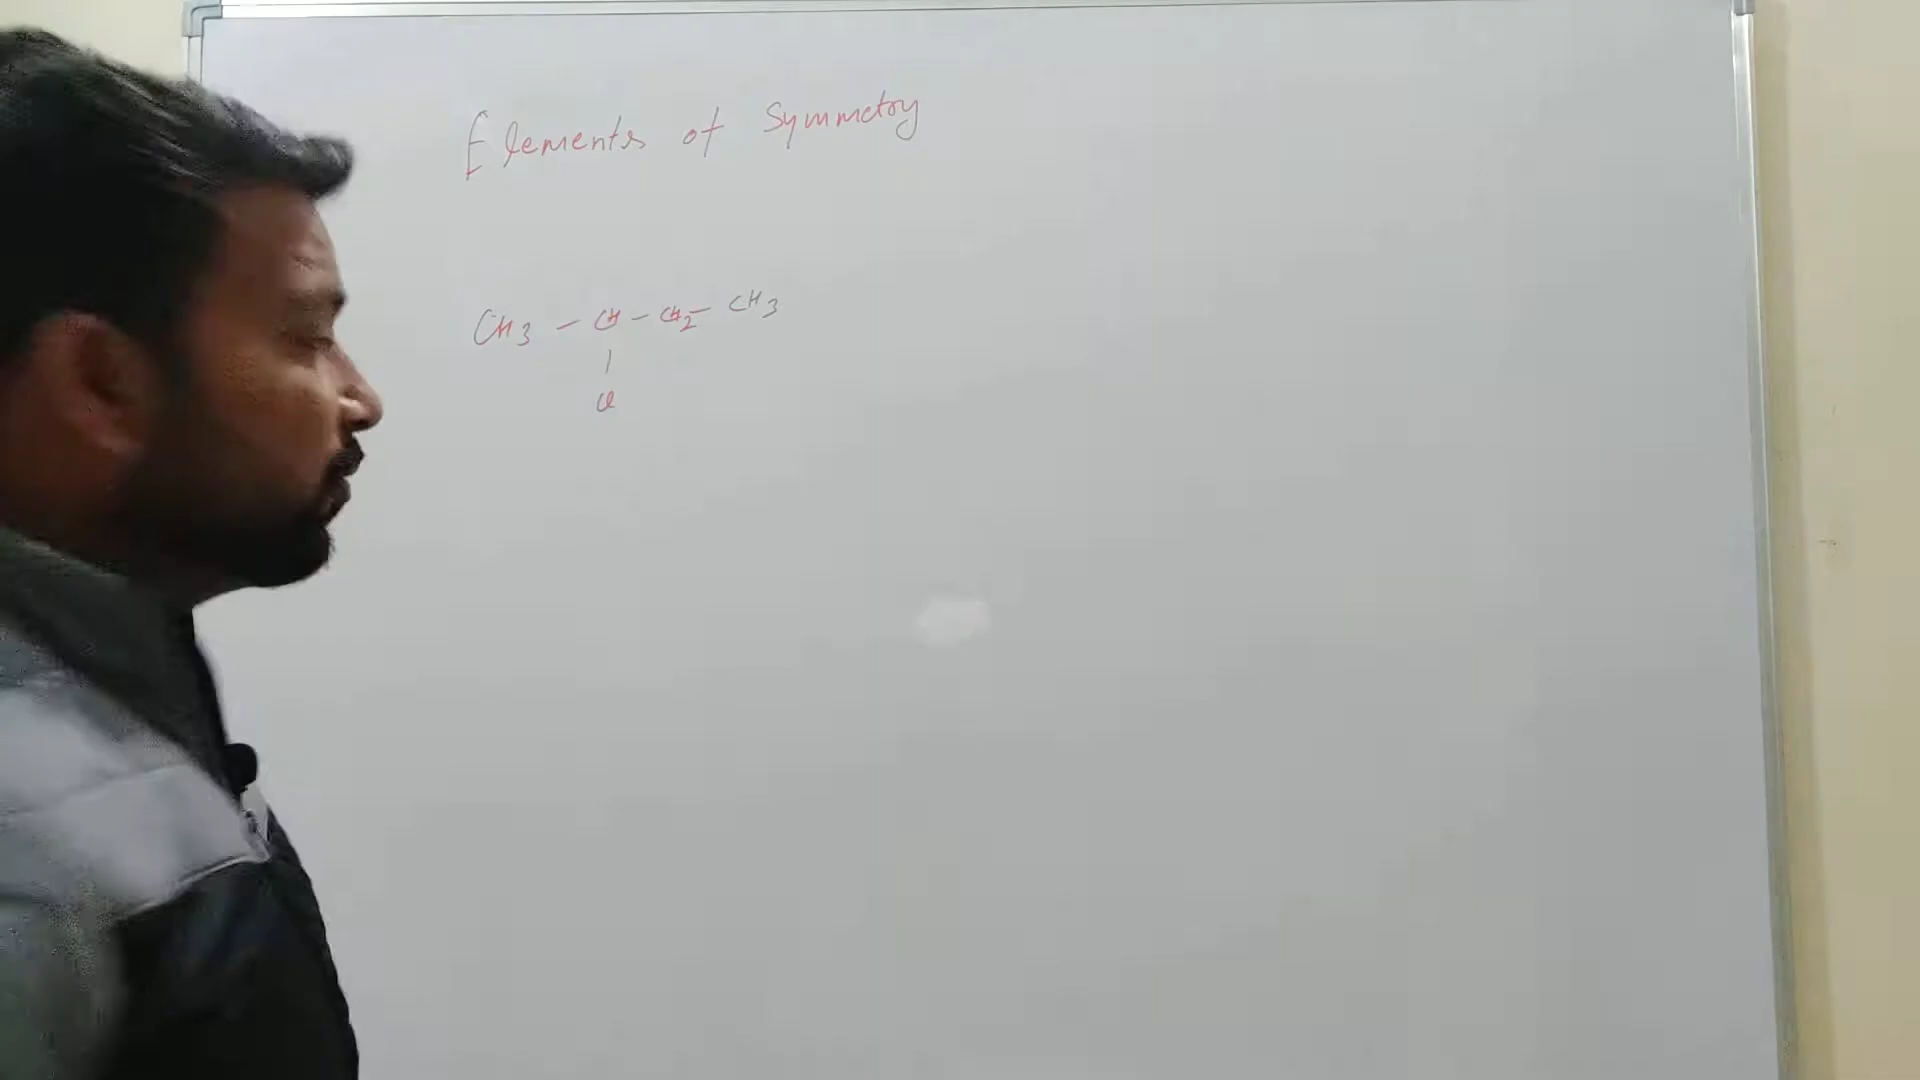 Elements of Symmetry
CH3 - CH - CH2 - CH3
|
Cl